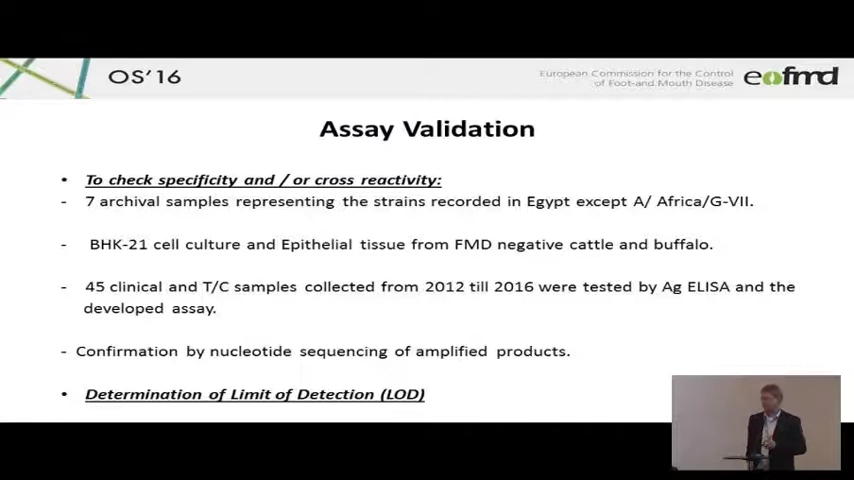 OS'16
European Commission for the Control
of Foot-and-Mouth Disease
eofmd
Assay Validation
• To check specificity and / or cross reactivity:
- 7 archival samples representing the strains recorded in Egypt except A/ Africa/G-VII.
- BHK-21 cell culture and Epithelial tissue from FMD negative cattle and buffalo.
- 45 clinical and T/C samples collected from 2012 till 2016 were tested by Ag ELISA and the
developed assay.
- Confirmation by nucleotide sequencing of amplified products.
• Determination of Limit of Detection (LOD)